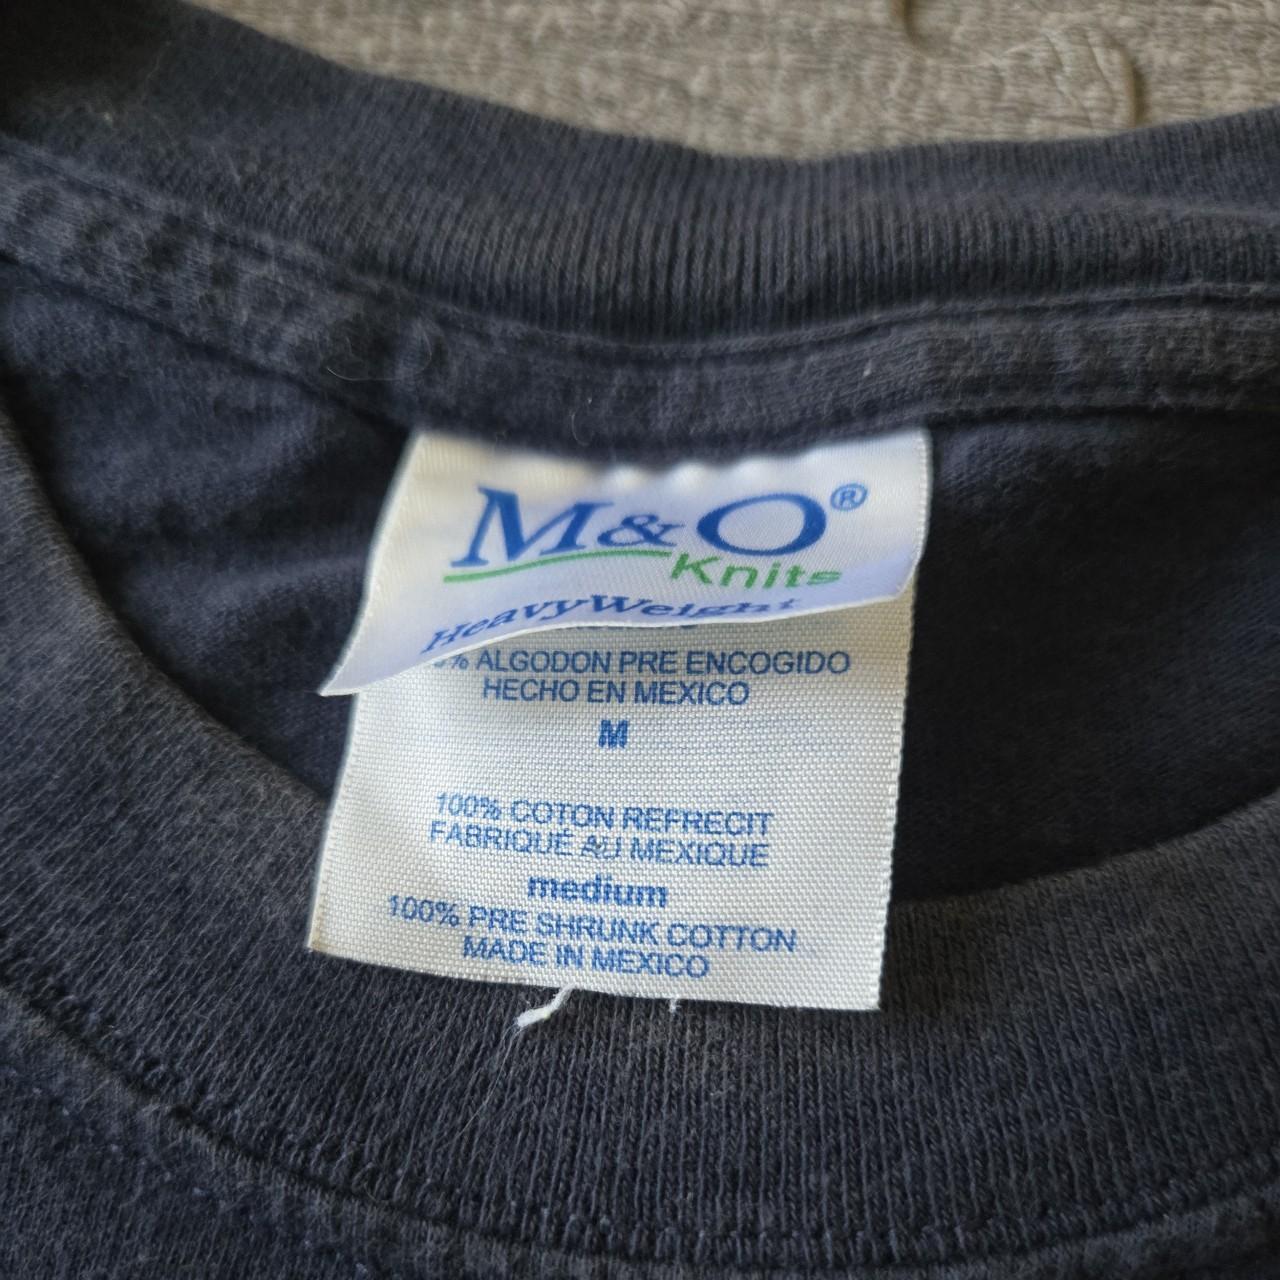 M&O®
Knits
HeavyWeight
% ALGODON PRE ENCOGIDO
HECHO EN MEXICO
M
100% COTON REFRECIT
FABRIQUÉ AU MEXIQUE
medium
100% PRE SHRUNK COTTON
MADE IN MEXICO